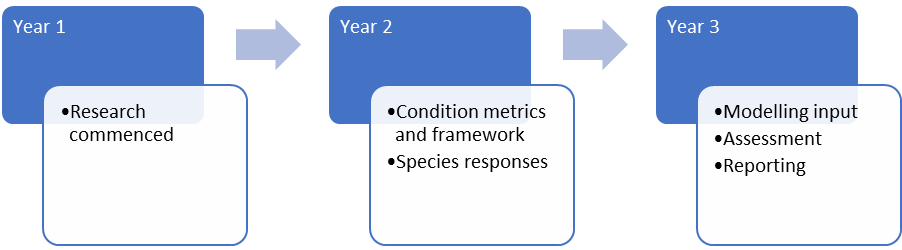 Year 1
•Research
commenced
Year 2
•Condition metrics
and framework
•Species responses
Year 3
•Modelling input
•Assessment
•Reporting